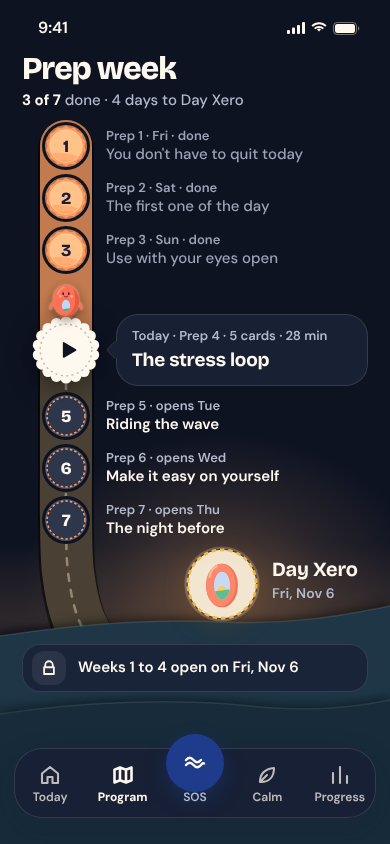 9:41
Prep week
3 of 7 done · 4 days to Day Xero
1
Prep 1 · Fri · done
You don't have to quit today
2
Prep 2 · Sat · done
The first one of the day
3
Prep 3 · Sun · done
Use with your eyes open
Today · Prep 4 · 5 cards · 28 min
The stress loop
5
Prep 5 · opens Tue
Riding the wave
6
Prep 6 · opens Wed
Make it easy on yourself
7
Prep 7 · opens Thu
The night before
Day Xero
Fri, Nov 6
Weeks 1 to 4 open on Fri, Nov 6
Today
Program
SOS
Calm
Progress